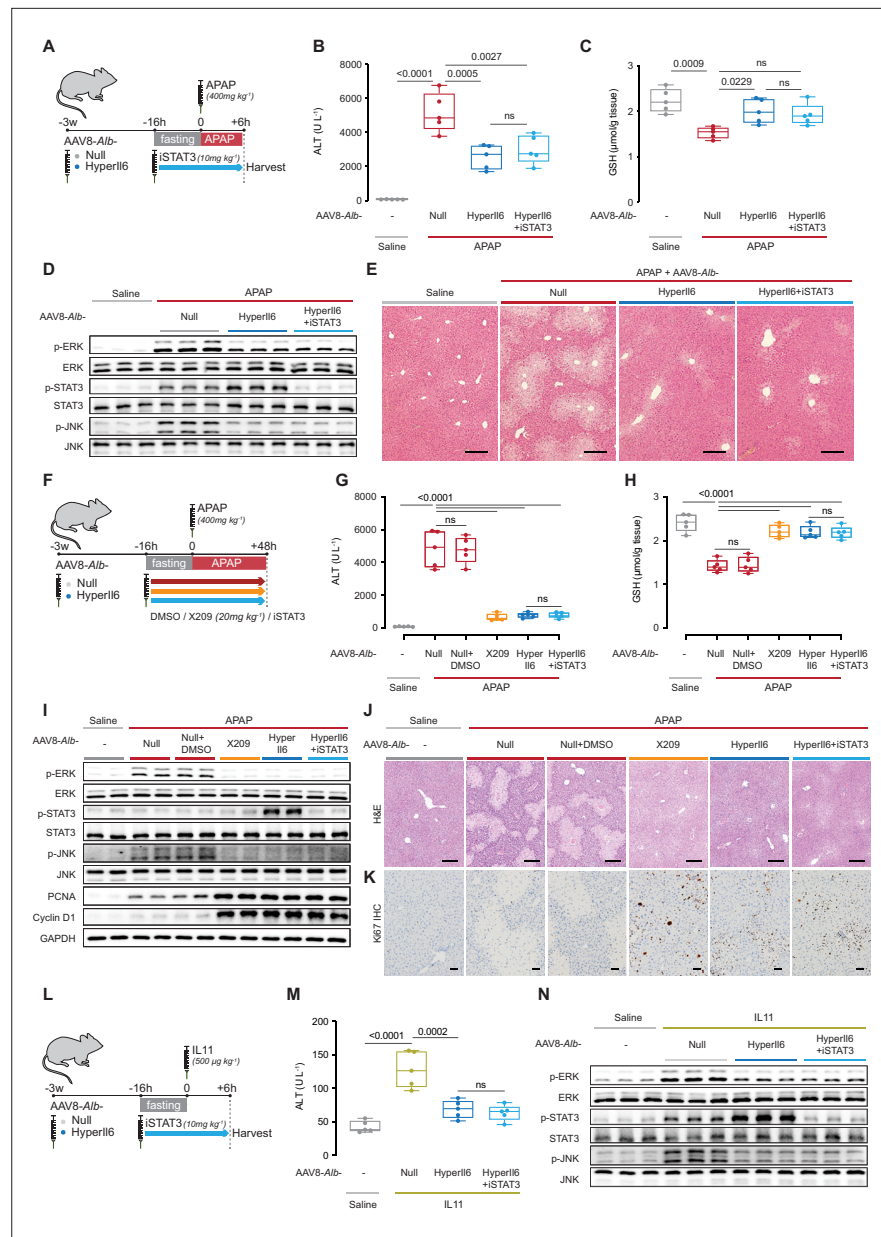 A
APAP
(400mg kg⁻¹)
-3w
-16h
0
+6h
AAV8-Alb-
fasting
APAP
Null
HyperIl6
iSTAT3 (10mg kg⁻¹)
Harvest
B
0.0027
<0.0001
0.0005
ns
8000
6000
4000
2000
0
ALT (U L⁻¹)
AAV8-Alb-
-
Null
HyperIl6
HyperIl6
+iSTAT3
Saline
APAP
C
ns
0.0009
0.0229
ns
3
2
1
0
GSH (µmol/g tissue)
-
Null
HyperIl6
HyperIl6
+iSTAT3
Saline
APAP
D
Saline
APAP
AAV8-Alb-
-
Null
HyperIl6
HyperIl6
+iSTAT3
p-ERK
ERK
p-STAT3
STAT3
p-JNK
JNK
E
APAP + AAV8-Alb-
Saline
Null
HyperIl6
HyperIl6+iSTAT3
F
APAP
(400mg kg⁻¹)
-3w
-16h
0
+48h
AAV8-Alb-
fasting
APAP
Null
HyperIl6
DMSO / X209 (20mg kg⁻¹) / iSTAT3
G
<0.0001
ns
ns
6000
4000
2000
0
ALT (U L⁻¹)
AAV8-Alb-
-
Null
Null+
DMSO
X209
Hyper
Il6
HyperIl6
+iSTAT3
Saline
APAP
H
<0.0001
ns
ns
3
2
1
0
GSH (µmol/g tissue)
AAV8-Alb-
-
Null
Null+
DMSO
X209
Hyper
Il6
HyperIl6
+iSTAT3
Saline
APAP
I
Saline
APAP
AAV8-Alb-
-
Null
Null+
DMSO
X209
Hyper
Il6
HyperIl6
+iSTAT3
p-ERK
ERK
p-STAT3
STAT3
p-JNK
JNK
PCNA
Cyclin D1
GAPDH
J
Saline
APAP
AAV8-Alb-
-
Null
Null+DMSO
X209
HyperIl6
HyperIl6+iSTAT3
H&E
K
Ki67 IHC
L
IL11
(500 µg kg⁻¹)
-3w
-16h
0
+6h
AAV8-Alb-
fasting
Null
HyperIl6
iSTAT3 (10mg kg⁻¹)
Harvest
M
<0.0001
0.0002
ns
200
150
100
50
0
ALT (U L⁻¹)
AAV8-Alb-
-
Null
HyperIl6
HyperIl6
+iSTAT3
Saline
IL11
N
Saline
IL11
AAV8-Alb-
-
Null
HyperIl6
HyperIl6
+iSTAT3
p-ERK
ERK
p-STAT3
STAT3
p-JNK
JNK